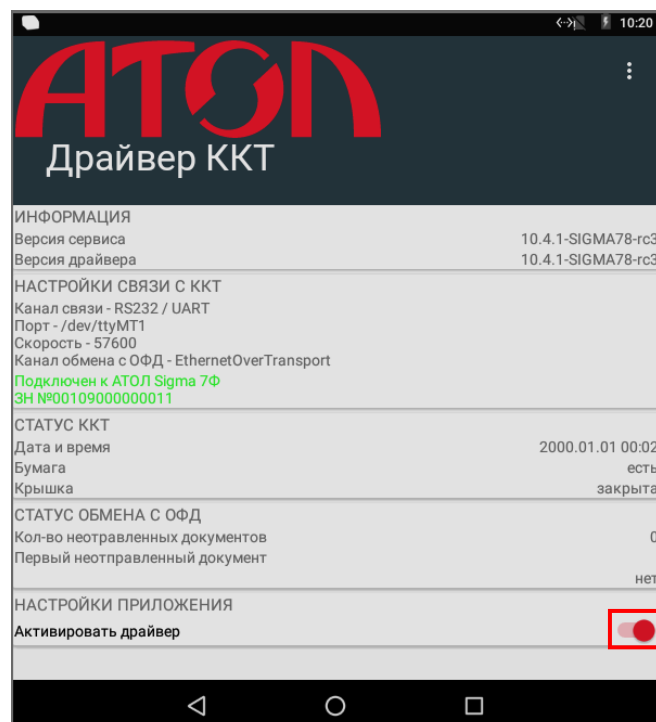 10:20
АТОЛ
Драйвер ККТ
ИНФОРМАЦИЯ
Версия сервиса 10.4.1-SIGMA78-rc3
Версия драйвера 10.4.1-SIGMA78-rc3
НАСТРОЙКИ СВЯЗИ С ККТ
Канал связи - RS232 / UART
Порт - /dev/ttyMT1
Скорость - 57600
Канал обмена с ОФД - EthernetOverTransport
Подключен к АТОЛ Sigma 7Ф
ЗН №00109000000011
СТАТУС ККТ
Дата и время 2000.01.01 00:02
Бумага есть
Крышка закрыта
СТАТУС ОБМЕНА С ОФД
Кол-во неотравленных документов 0
Первый неотправленный документ
нет
НАСТРОЙКИ ПРИЛОЖЕНИЯ
Активировать драйвер